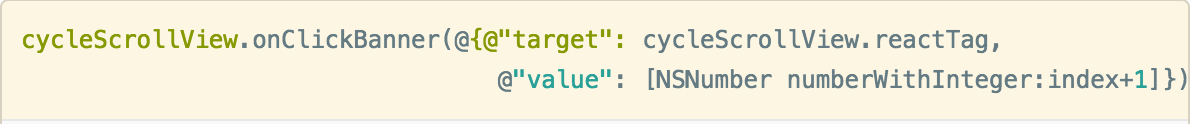 cycleScrollView.onClickBanner(@{@"target": cycleScrollView.reactTag,
@"value": [NSNumber numberWithInteger:index+1]})